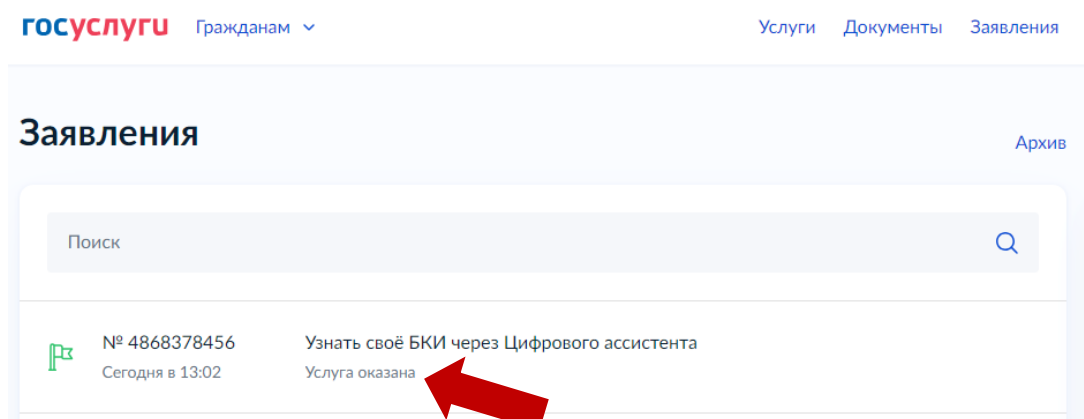 госуслуги Гражданам Услуги Документы Заявления
Заявления
Архив
Поиск
№ 4868378456 Узнать своё БКИ через Цифрового ассистента
Сегодня в 13:02 Услуга оказана